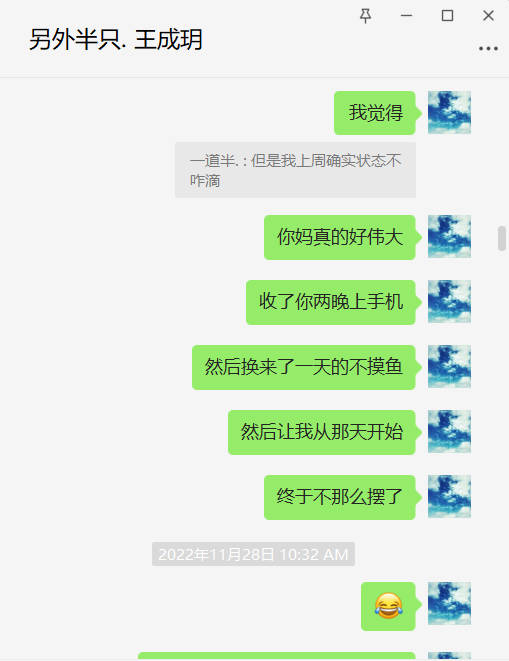 另外半只. 王成玥
我觉得
一道半. : 但是我上周确实状态不
咋滴
你妈真的好伟大
收了你两晚上手机
然后换来了一天的不摸鱼
然后让我从那天开始
终于不那么摆了
2022年11月28日 10:32 AM
😂